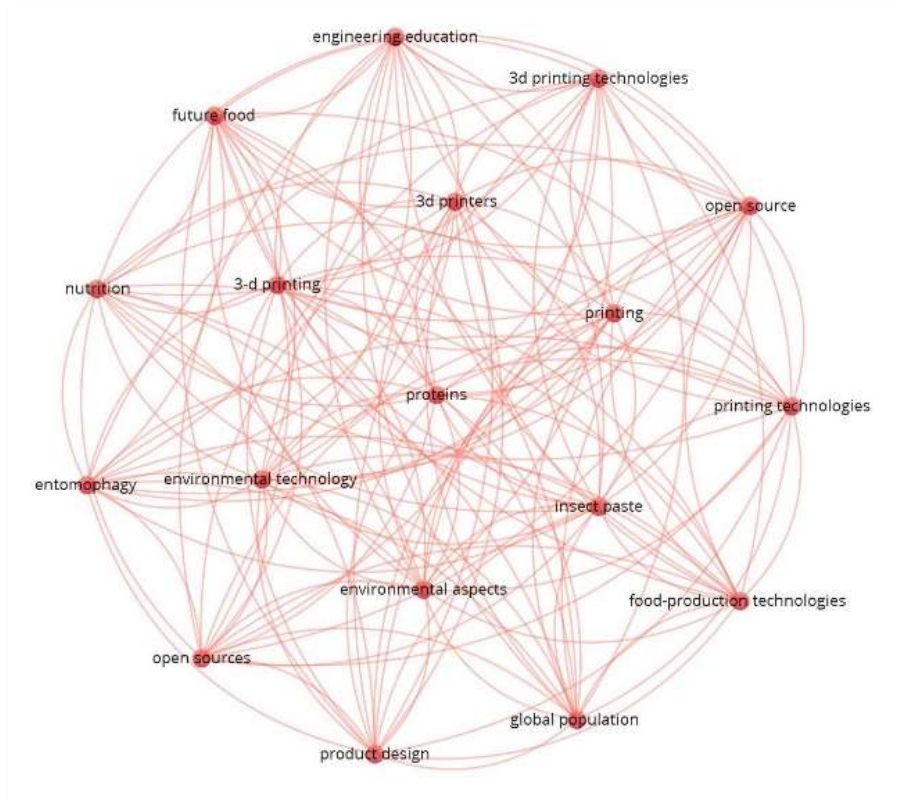 engineering education
3d printing technologies
future food
3d printers
open source
3-d printing
nutrition
printing
proteins
printing technologies
environmental technology
entomophagy
insect paste
environmental aspects
food-production technologies
open sources
global population
product design